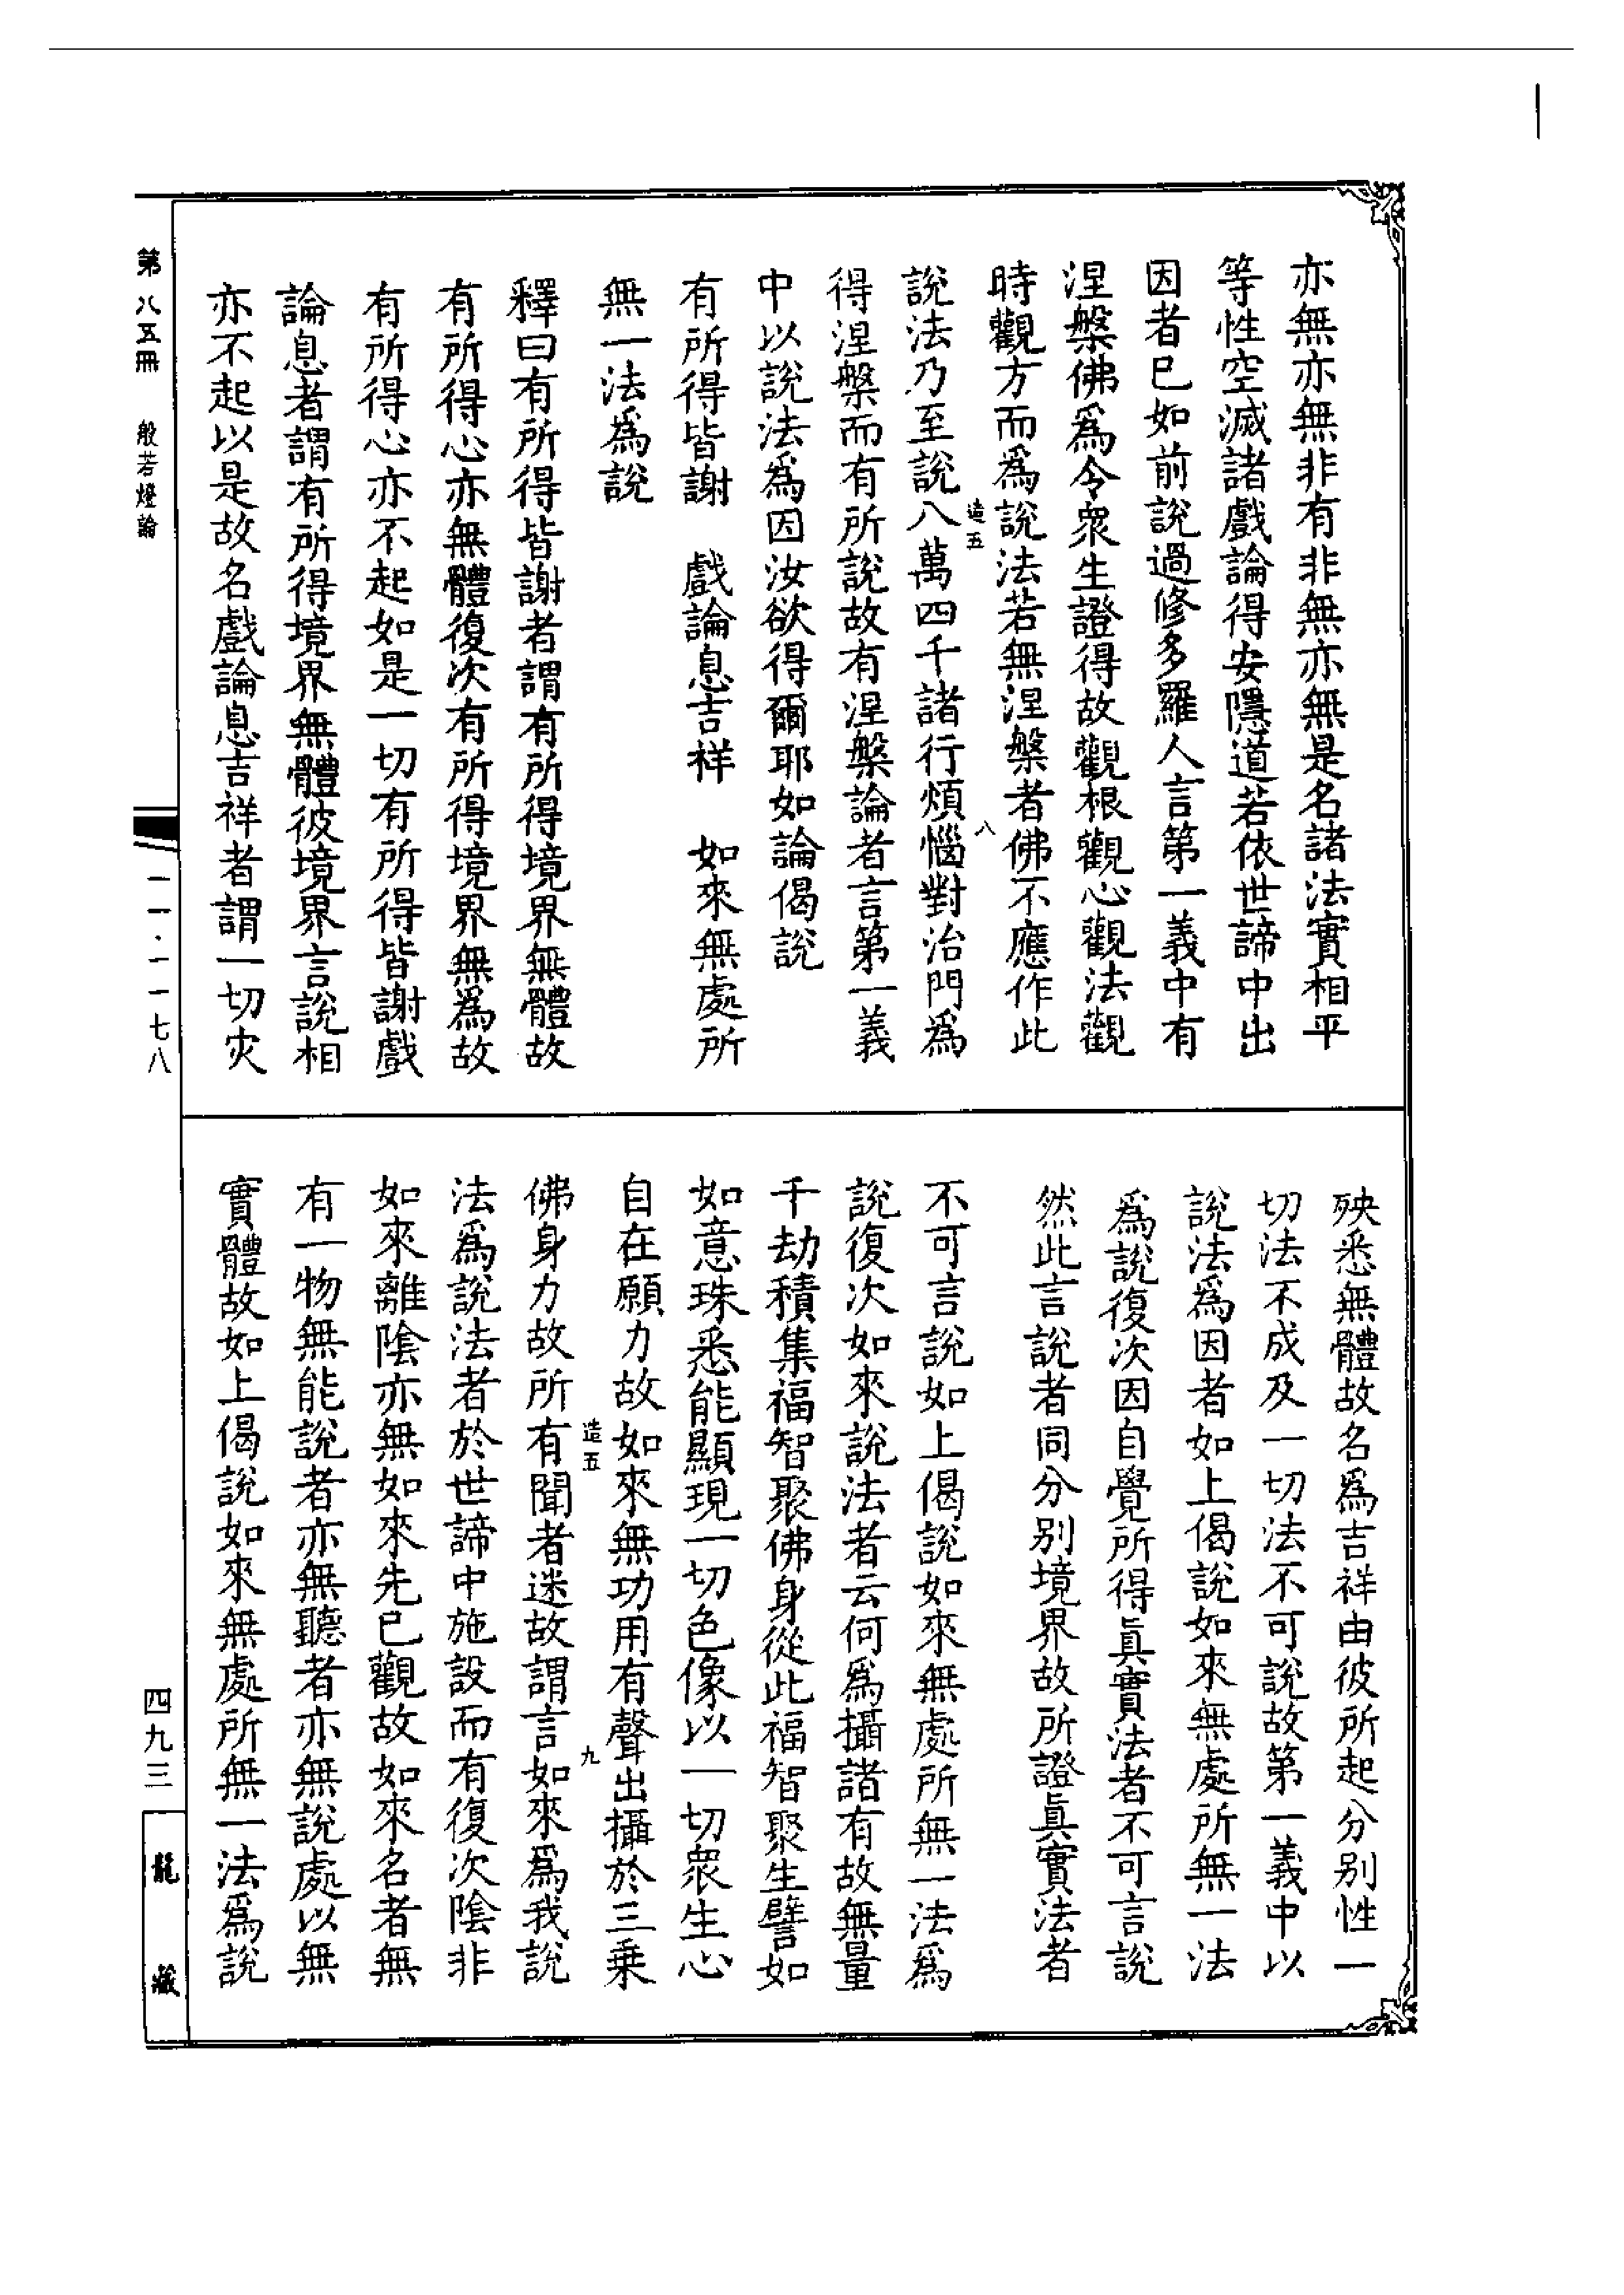 亦無亦無非有非無亦無是名諸法實相平
等性空滅諸戲論得安隱道若依世諦中出
因者已如前說過修多羅人言第一義中有
涅槃佛爲令衆生證得故觀根觀心觀法觀
時觀方而爲說法若無涅槃者佛不應作此
造五
八
說法乃至說八萬四千諸行煩惱對治門爲
得涅槃而有所說故有涅槃論者言第一義
中以說法爲因汝欲得爾耶如論偈說
有所得皆謝　戲論息吉祥　如來無處所
無一法爲說
釋曰有所得皆謝者謂有所得境界無體故
有所得心亦無體復次有所得境界無爲故
有所得心亦不起如是一切有所得皆謝戲
論息者謂有所得境界無體彼境界言說相
亦不起以是故名戲論息吉祥者謂一切灾
殃悉無體故名爲吉祥由彼所起分別性一
切法不成及一切法不可說故第一義中以
說法爲因者如上偈說如來無處所無一法
爲說復次因自覺所得眞實法者不可言說
然此言說者同分別境界故所證眞實法者
不可言說如上偈說如來無處所無一法爲
說復次如來說法者云何爲攝諸有故無量
千劫積集福智聚佛身從此福智聚生譬如
如意珠悉能顯現一切色像以一切衆生心
自在願力故如來無功用有聲出攝於三乗
造五
九
佛身力故所有聞者迷故謂言如來爲我說
法爲說法者於世諦中施設而有復次陰非
如來離陰亦無如來先已觀故如來名者無
有一物無能說者亦無聽者亦無說處以無
實體故如上偈說如來無處所無一法爲說
第八五冊　般若燈論
一一·一一七八
四九三
龍藏